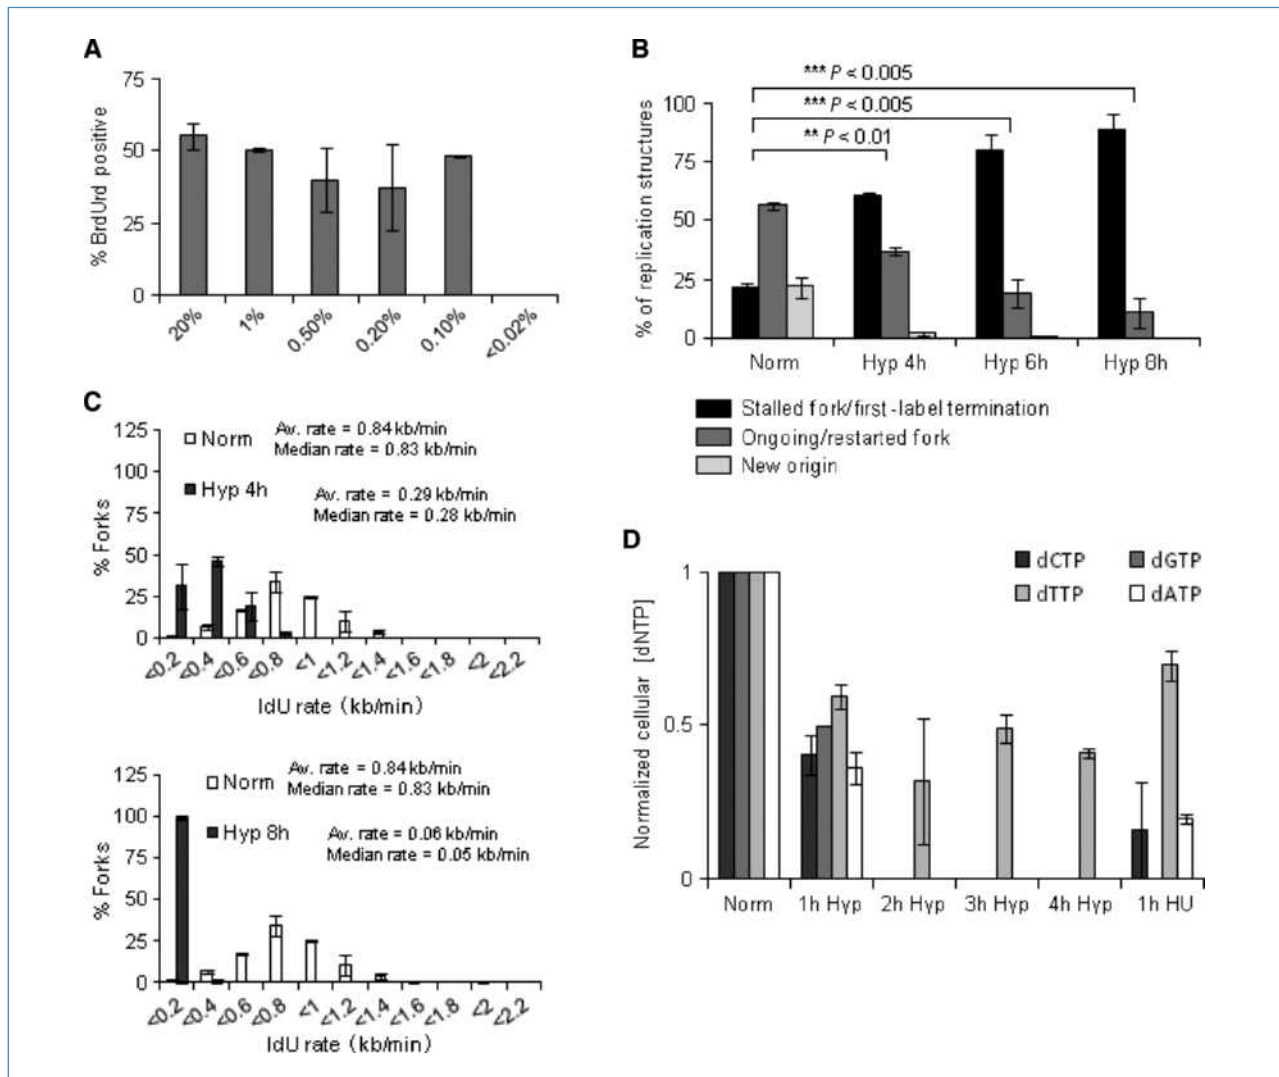 A
75
50
25
0
% BrdUrd positive
20%
1%
0.50%
0.20%
0.10%
<0.02%
B
*** P < 0.005
*** P < 0.005
** P < 0.01
100
75
50
25
0
% of replication structures
Norm
Hyp 4h
Hyp 6h
Hyp 8h
Stalled fork/first-label termination
Ongoing/restarted fork
New origin
C
125
100
75
50
25
0
% Forks
Norm
Av. rate = 0.84 kb/min
Median rate = 0.83 kb/min
Hyp 4h
Av. rate = 0.29 kb/min
Median rate = 0.28 kb/min
<0.2
<0.4
<0.6
<0.8
<1
<1.2
<1.4
<1.6
<1.8
<2
<2.2
IdU rate (kb/min)
125
100
75
50
25
0
% Forks
Norm
Av. rate = 0.84 kb/min
Median rate = 0.83 kb/min
Hyp 8h
Av. rate = 0.06 kb/min
Median rate = 0.05 kb/min
<0.2
<0.4
<0.6
<0.8
<1
<1.2
<1.4
<1.6
<1.8
<2
<2.2
IdU rate (kb/min)
D
dCTP
dGTP
dTTP
dATP
1
0.5
0
Normalized cellular [dNTP]
Norm
1h Hyp
2h Hyp
3h Hyp
4h Hyp
1h HU